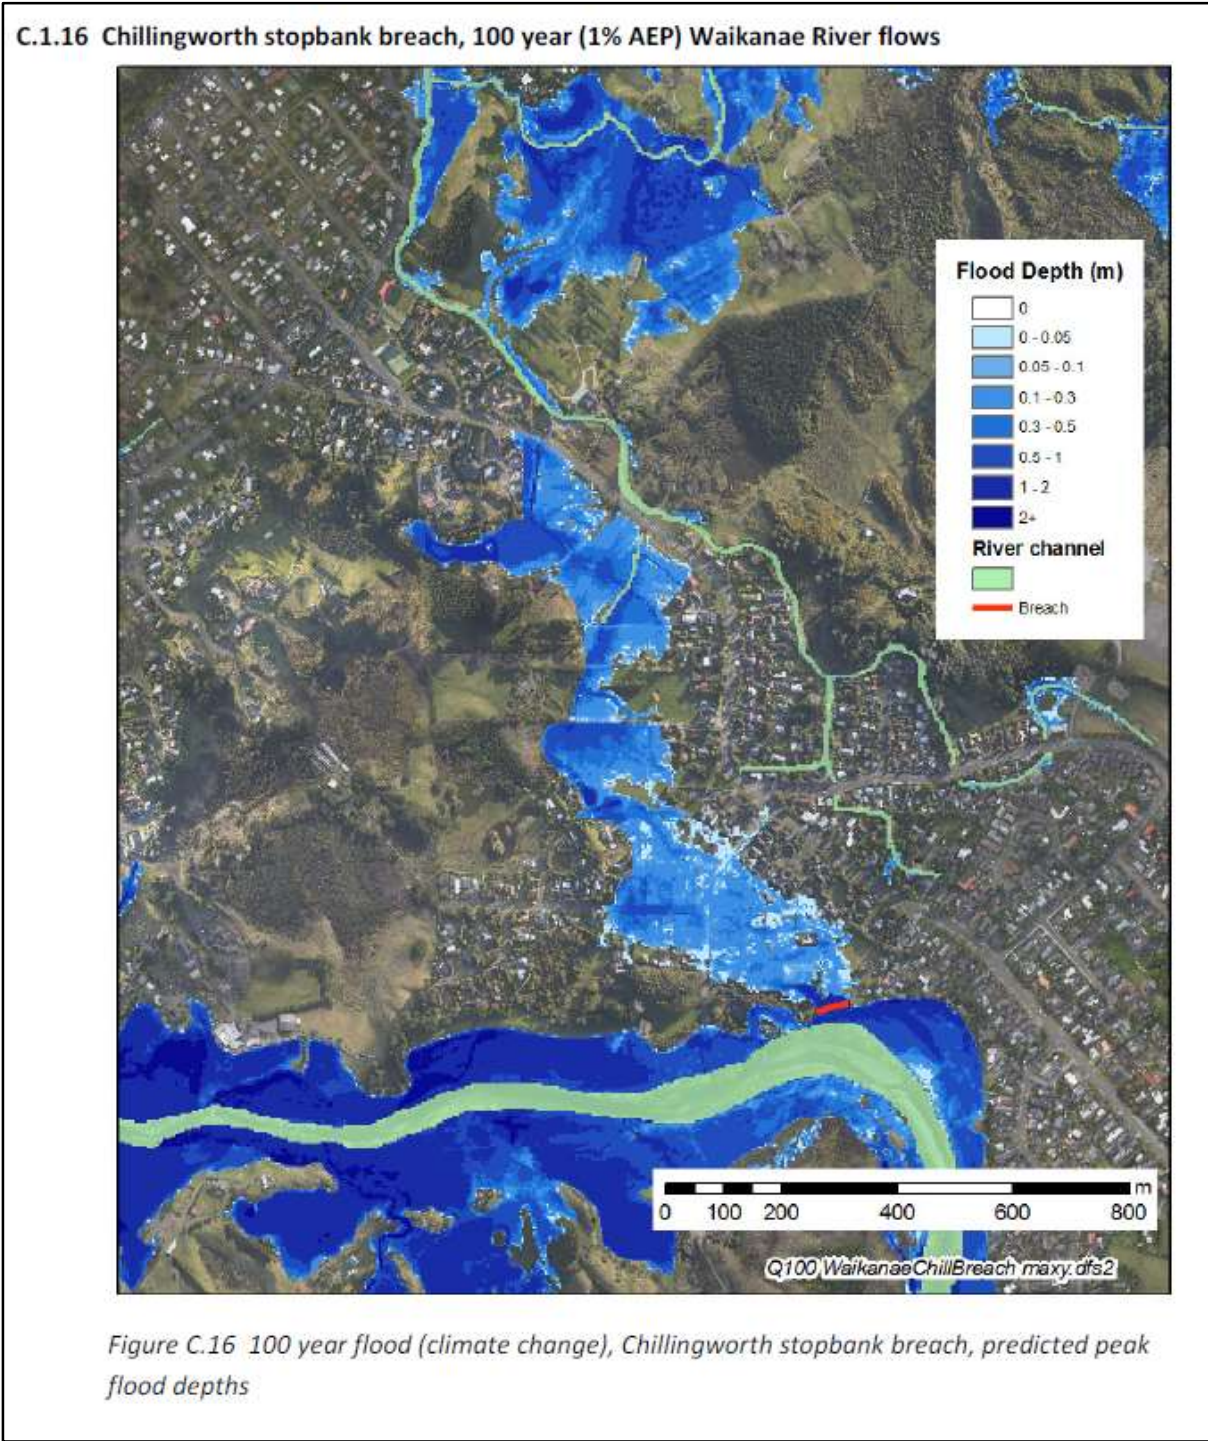 C.1.16 Chillingworth stopbank breach, 100 year (1% AEP) Waikanae River flows
Flood Depth (m)
0
0 - 0.05
0.05 - 0.1
0.1 - 0.3
0.3 - 0.5
0.5 - 1
1 - 2
2+
River channel
Breach
m
0 100 200 400 600 800
Q100 WaikanaeChillBreach maxy.dfs2
Figure C.16 100 year flood (climate change), Chillingworth stopbank breach, predicted peak
flood depths